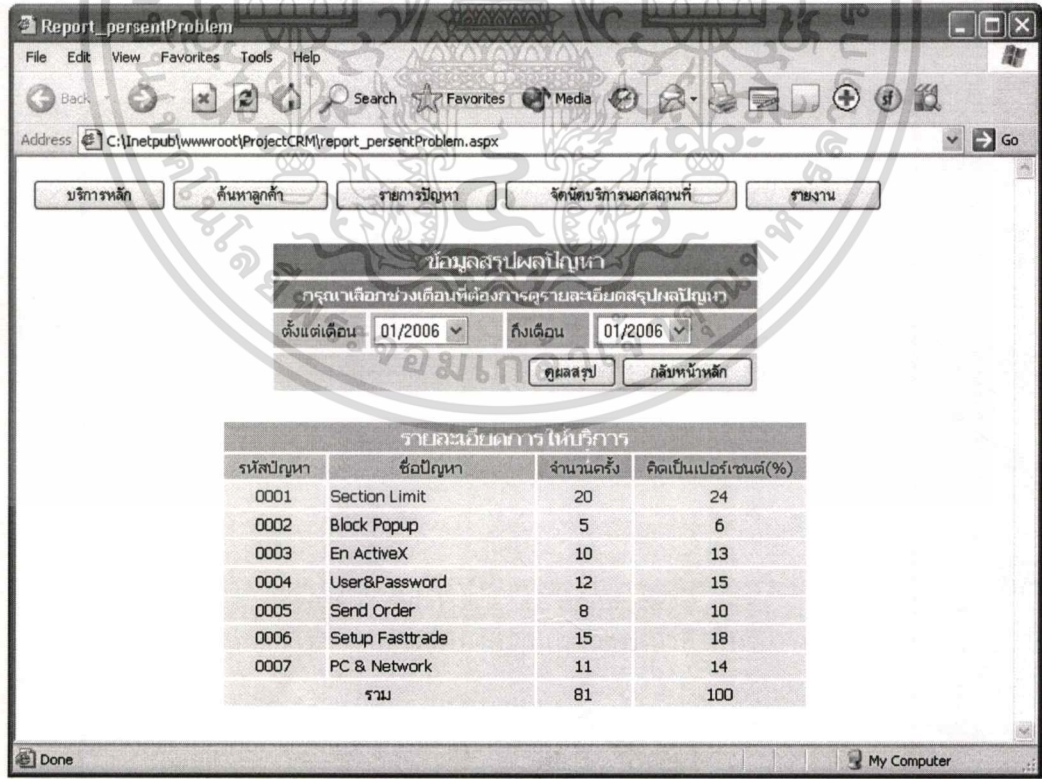 Report_persentProblem
File Edit View Favorites Tools Help
Back Search Favorites Media
Address C:\Inetpub\wwwroot\ProjectCRM\report_persentProblem.aspx Go
บริการหลัก ค้นหาลูกค้า รายการปัญหา จัดนัดบริการนอกสถานที่ รายงาน
ข้อมูลสรุปผลปัญหา
กรุณาเลือกช่วงเดือนที่ต้องการดูรายละเอียดสรุปผลปัญหา
ตั้งแต่เดือน 01/2006 ถึงเดือน 01/2006
ดูผลสรุป กลับหน้าหลัก
รายละเอียดการให้บริการ
รหัสปัญหา ชื่อปัญหา จำนวนครั้ง คิดเป็นเปอร์เซนต์(%)
0001 Section Limit 20 24
0002 Block Popup 5 6
0003 En ActiveX 10 13
0004 User&Password 12 15
0005 Send Order 8 10
0006 Setup Fasttrade 15 18
0007 PC & Network 11 14
รวม 81 100
Done My Computer